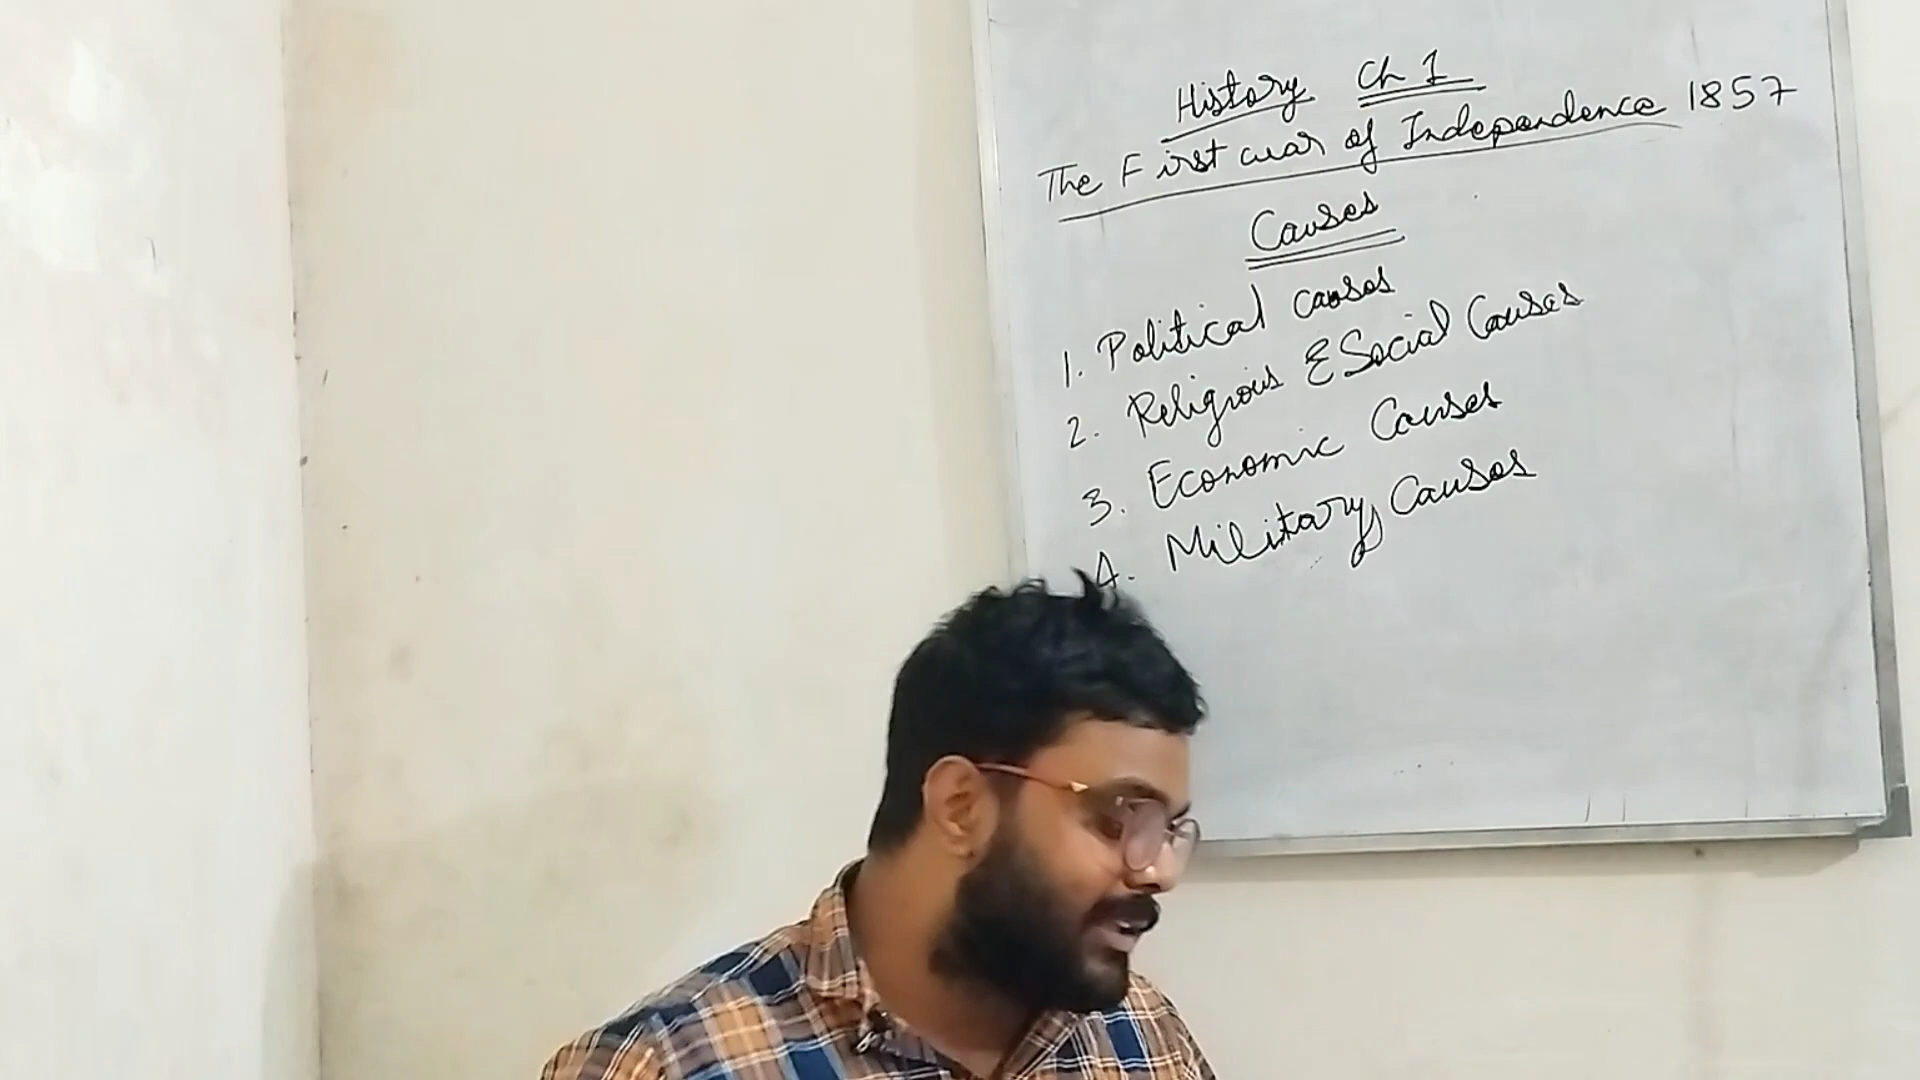 History Ch 1
The First war of Independence 1857
Causes
1. Political causes
2. Religious & Social Causes
3. Economic Causes
4. Military Causes